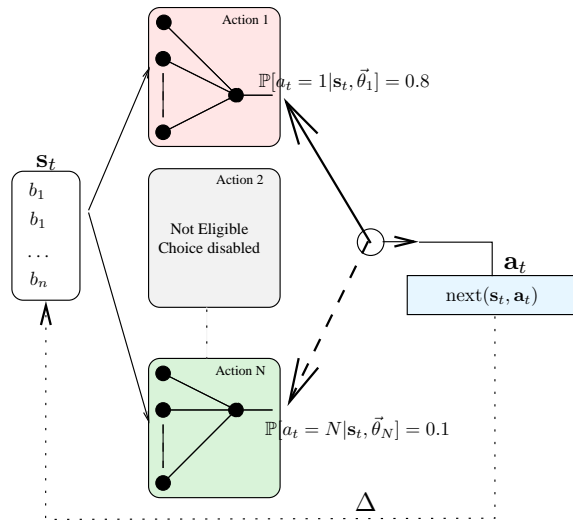 Action 1
ℙ[a_t = 1|s_t, θ⃗_1] = 0.8
s_t
b_1
b_1
...
b_n
Action 2
Not Eligible
Choice disabled
a_t
next(s_t, a_t)
Action N
ℙ[a_t = N|s_t, θ⃗_N] = 0.1
Δ